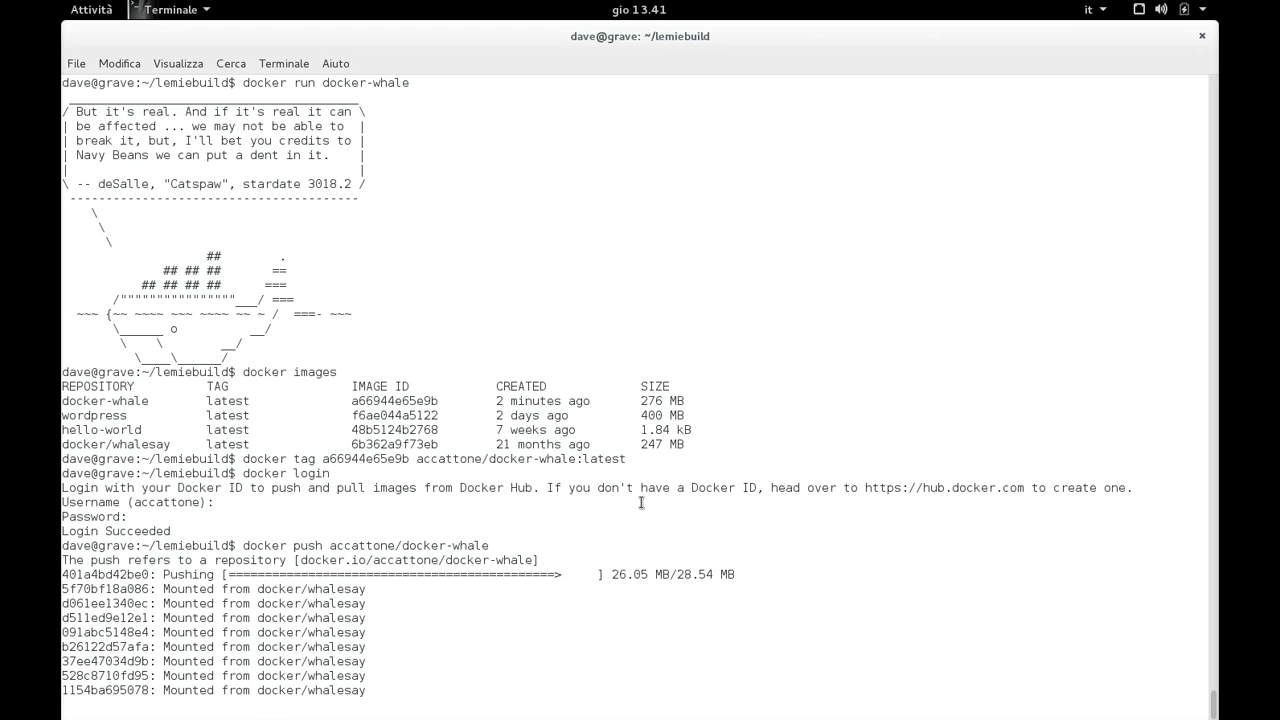 Attività Terminale gio 13.41 it
dave@grave: ~/lemiebuild ×
File Modifica Visualizza Cerca Terminale Aiuto
dave@grave:~/lemiebuild$ docker run docker-whale
 ________________________________________
/ But it's real. And if it's real it can \
| be affected ... we may not be able to  |
| break it, but, I'll bet you credits to |
| Navy Beans we can put a dent in it.    |
|                                        |
\ -- deSalle, "Catspaw", stardate 3018.2 /
 ----------------------------------------
    \
     \
      \
                    ##         .
              ## ## ##        ==
           ## ## ## ##       ===
       /""""""""""""""""___/ ===
  ~~~ {~~ ~~~~ ~~~ ~~~~ ~~ ~ /  ===- ~~~
       \______ o          __/
        \    \        __/
          \____\______/
dave@grave:~/lemiebuild$ docker images
REPOSITORY          TAG                 IMAGE ID            CREATED             SIZE
docker-whale        latest              a66944e65e9b        2 minutes ago       276 MB
wordpress           latest              f6ae044a5122        2 days ago          400 MB
hello-world         latest              48b5124b2768        7 weeks ago         1.84 kB
docker/whalesay     latest              6b362a9f73eb        21 months ago       247 MB
dave@grave:~/lemiebuild$ docker tag a66944e65e9b accattone/docker-whale:latest
dave@grave:~/lemiebuild$ docker login
Login with your Docker ID to push and pull images from Docker Hub. If you don't have a Docker ID, head over to https://hub.docker.com to create one.
Username (accattone):
Password:
Login Succeeded
dave@grave:~/lemiebuild$ docker push accattone/docker-whale
The push refers to a repository [docker.io/accattone/docker-whale]
401a4bd42be0: Pushing [=============================================>     ] 26.05 MB/28.54 MB
5f70bf18a086: Mounted from docker/whalesay
d061ee1340ec: Mounted from docker/whalesay
d511ed9e12e1: Mounted from docker/whalesay
091abc5148e4: Mounted from docker/whalesay
b26122d57afa: Mounted from docker/whalesay
37ee47034d9b: Mounted from docker/whalesay
528c8710fd95: Mounted from docker/whalesay
1154ba695078: Mounted from docker/whalesay